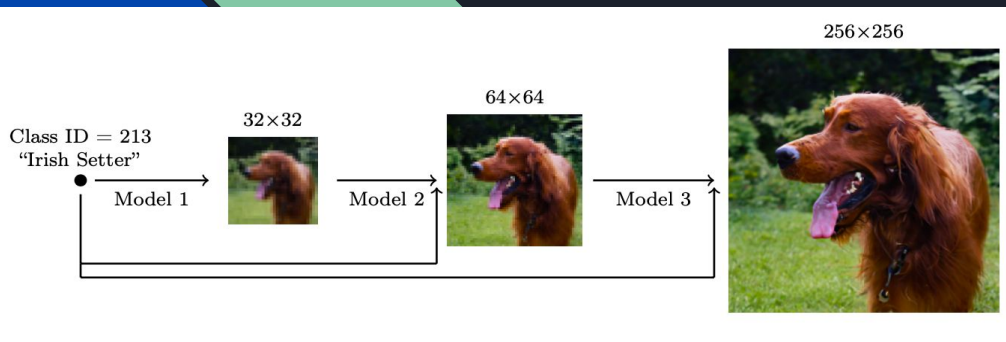 256×256
64×64
32×32
Class ID = 213
“Irish Setter”
Model 1
Model 2
Model 3